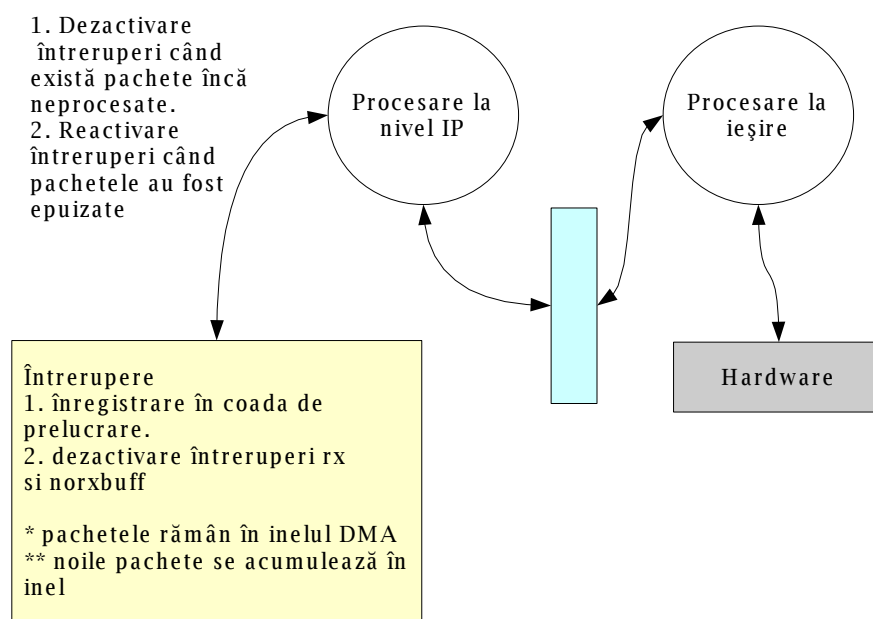 1. Dezactivare
întreruperi când
există pachete încă
neprocesate.
2. Reactivare
întreruperi când
pachetele au fost
epuizate
Procesare la
nivel IP
Procesare la
ieşire
Întrerupere
1. înregistrare în coada de
prelucrare.
2. dezactivare întreruperi rx
si norxbuff
* pachetele rămân în inelul DMA
** noile pachete se acumulează în
inel
Hardware